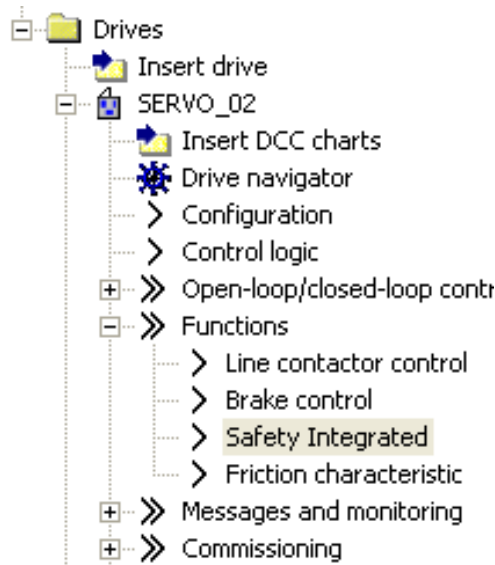 Drives
Insert drive
SERVO_02
Insert DCC charts
Drive navigator
Configuration
Control logic
Open-loop/closed-loop contr
Functions
Line contactor control
Brake control
Safety Integrated
Friction characteristic
Messages and monitoring
Commissioning